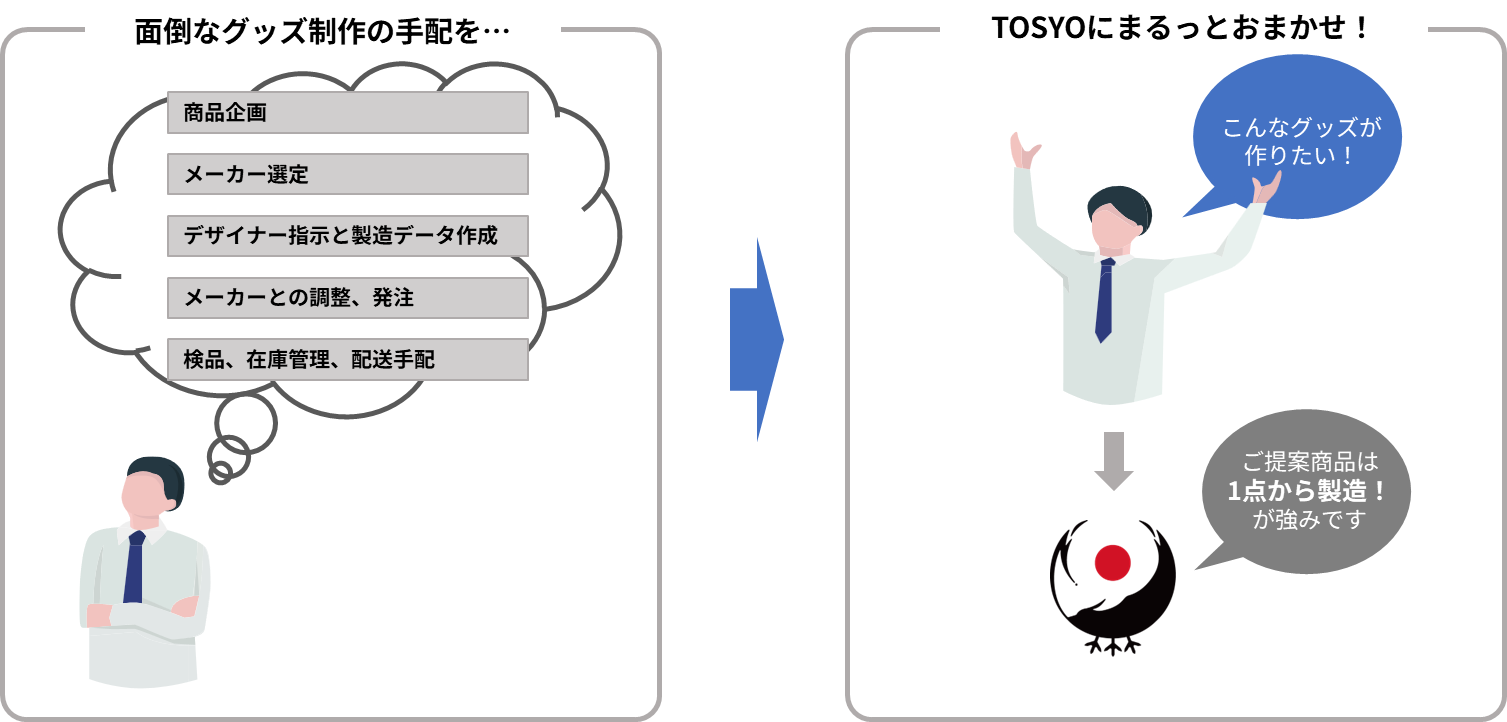 面倒なグッズ制作の手配を…
商品企画
メーカー選定
デザイナー指示と製造データ作成
メーカーとの調整、発注
検品、在庫管理、配送手配
TOSYOにまるっとおまかせ！
こんなグッズが
作りたい！
ご提案商品は
1点から製造！
が強みです